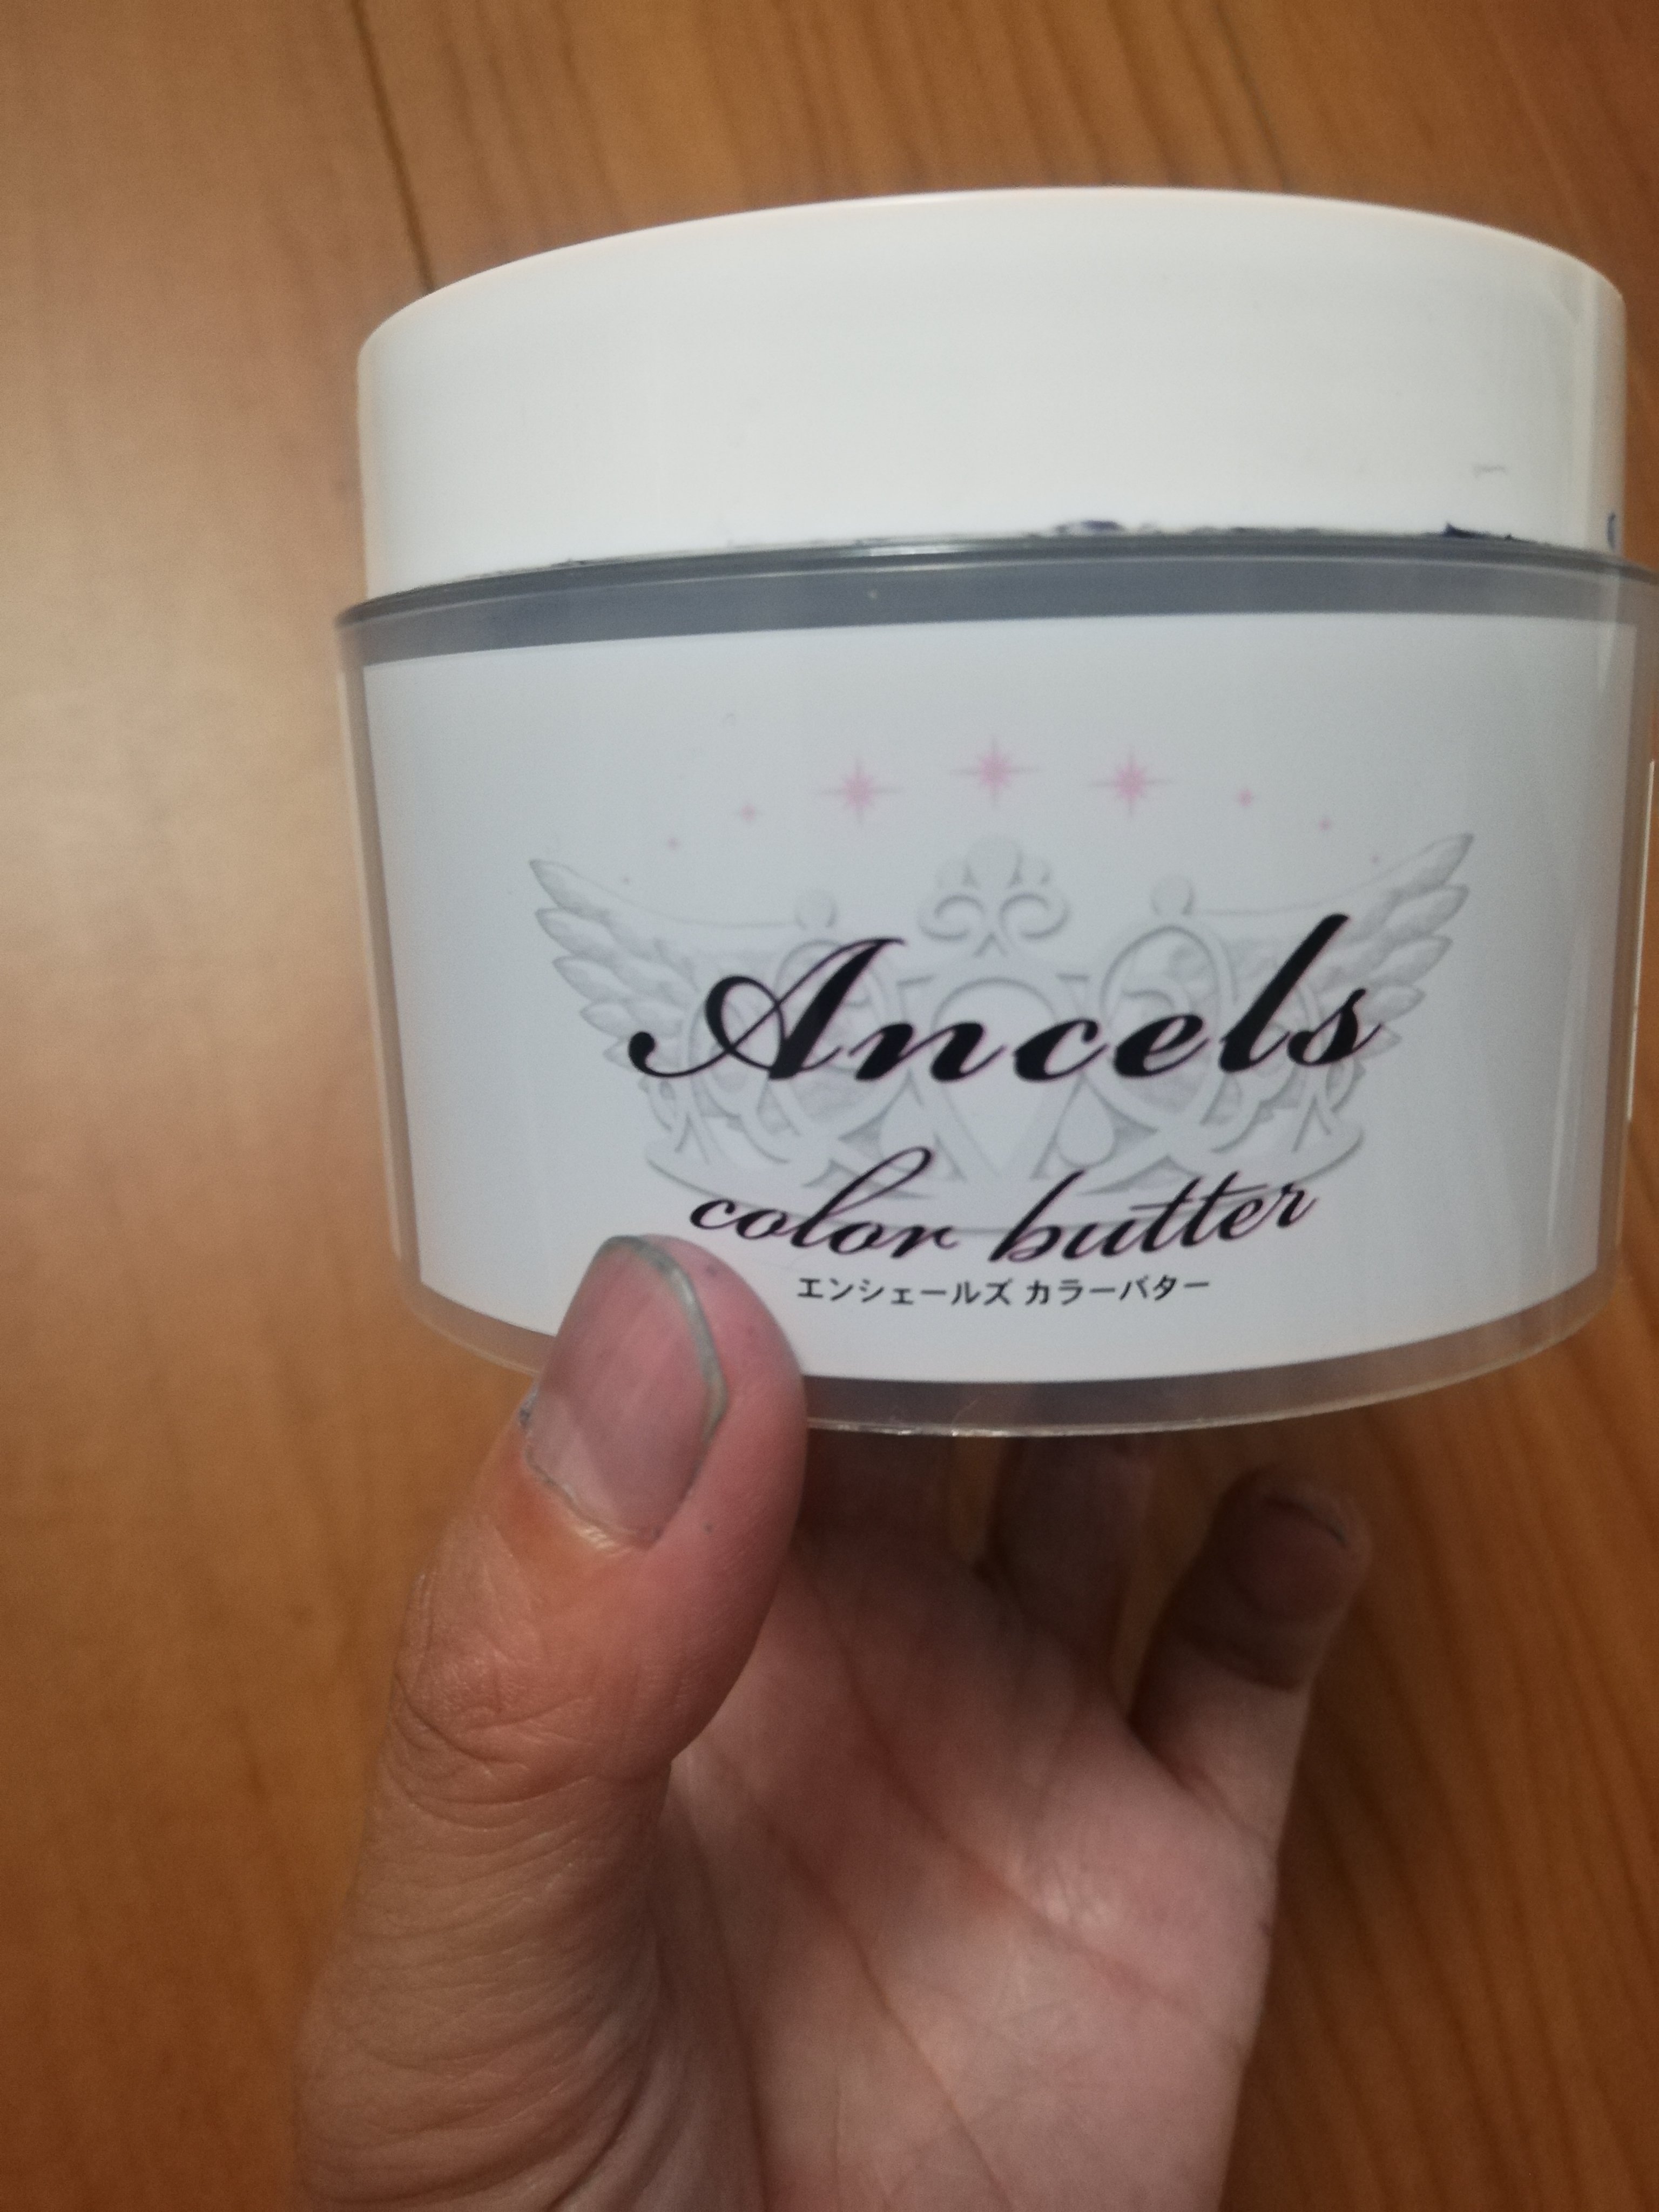 Ancels
color butter
エンシェールズ カラーバター